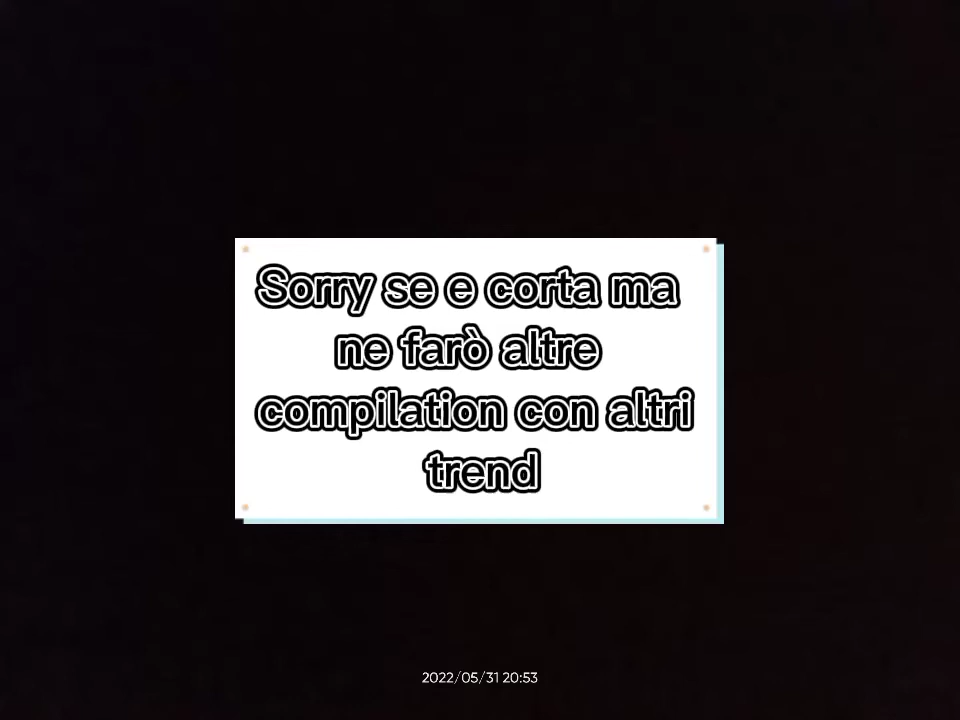 Sorry se e corta ma
ne farò altre
compilation con altri
trend
2022/05/31 20:53